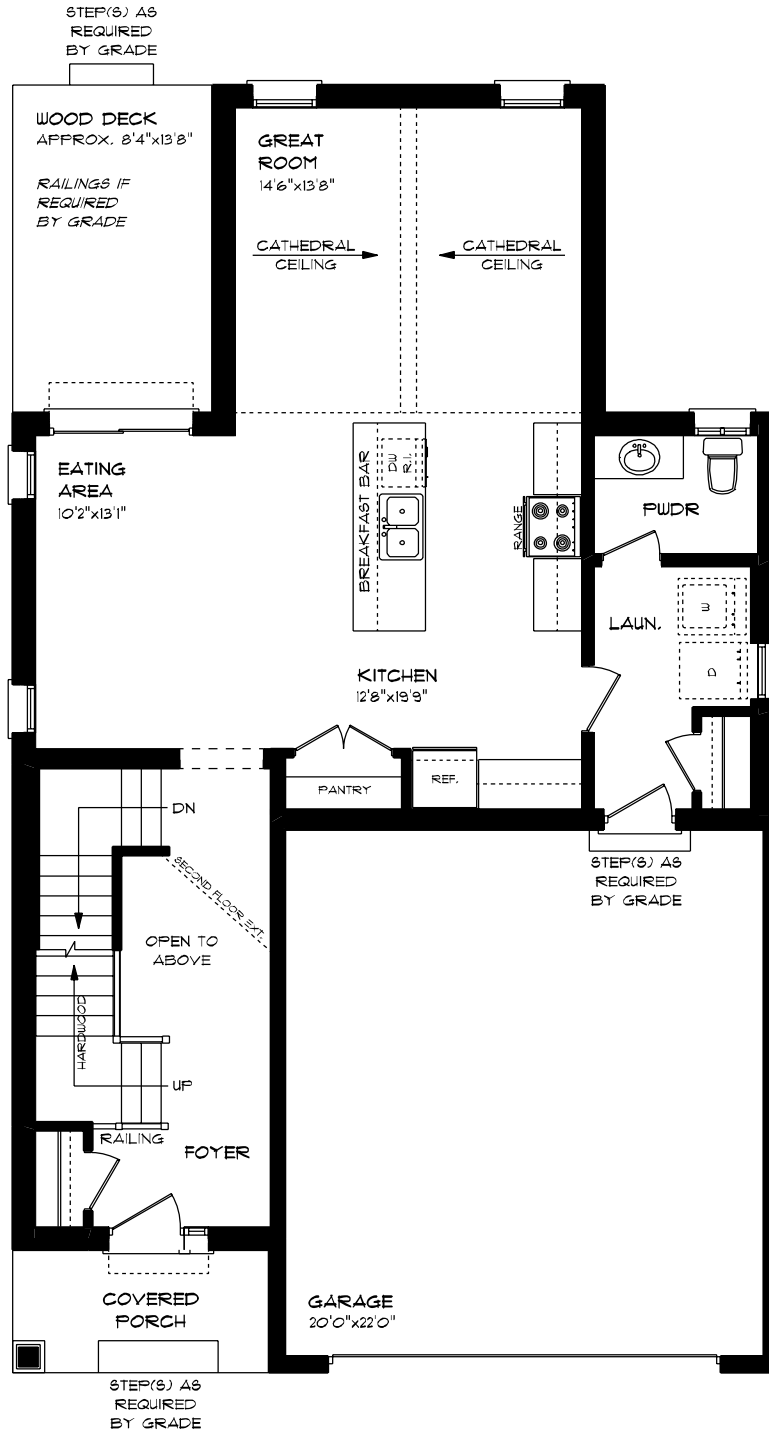 STEP(S) AS
REQUIRED
BY GRADE
WOOD DECK
APPROX. 8'4"x13'8"
RAILINGS IF
REQUIRED
BY GRADE
GREAT
ROOM
14'6"x13'8"
CATHEDRAL
CEILING
CATHEDRAL
CEILING
EATING
AREA
10'2"x13'1"
BREAKFAST BAR
DW
R.I.
RANGE
PWDR
LAUN.
W
D
KITCHEN
12'8"x19'9"
PANTRY
REF.
DN
SECOND FLOOR EXT.
OPEN TO
ABOVE
HARDWOOD
UP
RAILING
FOYER
STEP(S) AS
REQUIRED
BY GRADE
COVERED
PORCH
GARAGE
20'0"x22'0"
STEP(S) AS
REQUIRED
BY GRADE